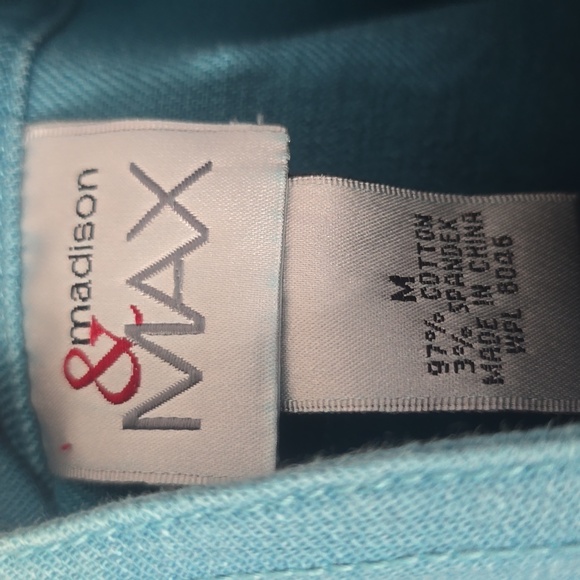 madison
& MAX
M
97% COTTON
3% SPANDEX
MADE IN CHINA
WPL 8026